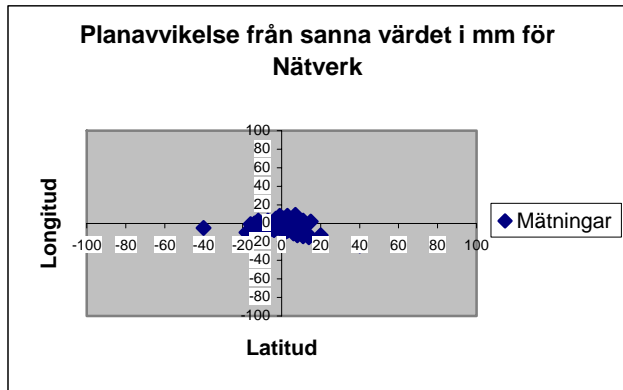 Planavvikelse från sanna värdet i mm för
Nätverk
100
80
60
40
20
0
-20
-40
-60
-80
-100
-100 -80 -60 -40 -20 0 20 40 60 80 100
Longitud
Latitud
Mätningar